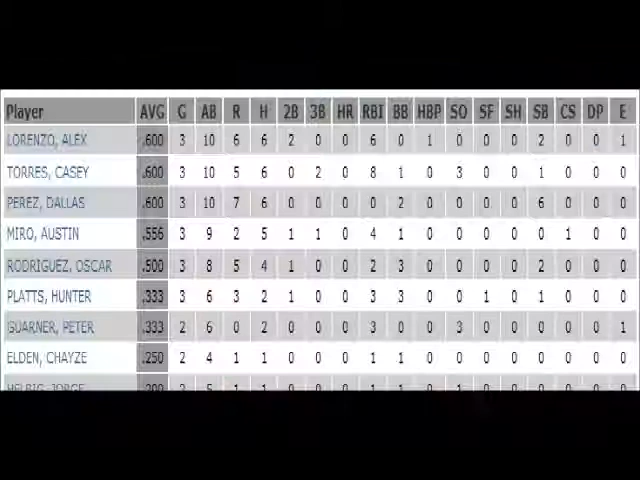 Player AVG G AB R H 2B 3B HR RBI BB HBP SO SF SH SB CS DP E
LORENZO, ALEX .600 3 10 6 6 2 0 0 6 0 1 0 0 0 2 0 0 1
TORRES, CASEY .600 3 10 5 6 0 2 0 8 1 0 3 0 0 1 0 0 0
PEREZ, DALLAS .600 3 10 7 6 0 0 0 0 2 0 0 0 0 6 0 0 0
MIRO, AUSTIN .556 3 9 2 5 1 1 0 4 1 0 0 0 0 0 1 0 0
RODRIGUEZ, OSCAR .500 3 8 5 4 1 0 0 2 3 0 0 0 0 2 0 0 0
PLATTS, HUNTER .333 3 6 3 2 1 0 0 3 3 0 0 1 0 1 0 0 0
GUARNER, PETER .333 2 6 0 2 0 0 0 3 0 0 3 0 0 0 0 0 1
ELDEN, CHAYZE .250 2 4 1 1 0 0 0 1 1 0 0 0 0 0 0 0 0